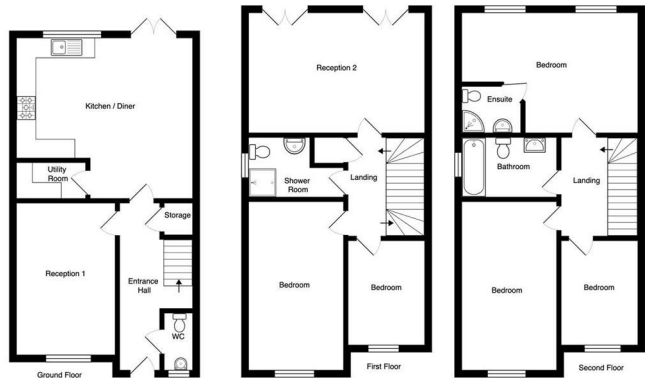 Kitchen / Diner
Utility
Room
Storage
Reception 1
Entrance
Hall
WC
Ground Floor
Reception 2
Shower
Room
Landing
Bedroom
Bedroom
First Floor
Bedroom
Ensuite
Bathroom
Landing
Bedroom
Bedroom
Second Floor